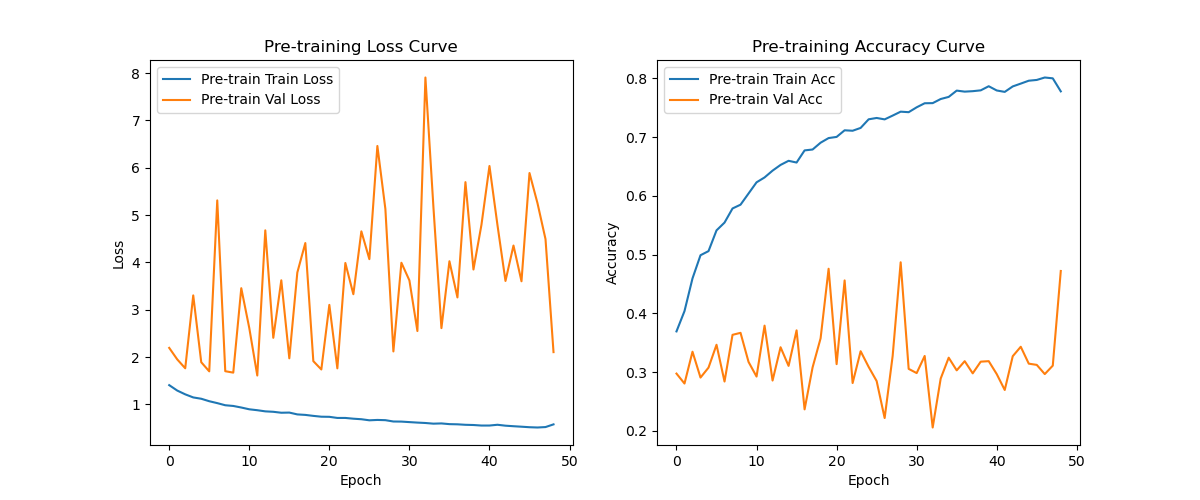 Pre-training Loss Curve
Pre-train Train Loss
Pre-train Val Loss
8
7
6
5
4
3
2
1
Loss
0 10 20 30 40 50
Epoch
Pre-training Accuracy Curve
Pre-train Train Acc
Pre-train Val Acc
0.8
0.7
0.6
0.5
0.4
0.3
0.2
Accuracy
0 10 20 30 40 50
Epoch